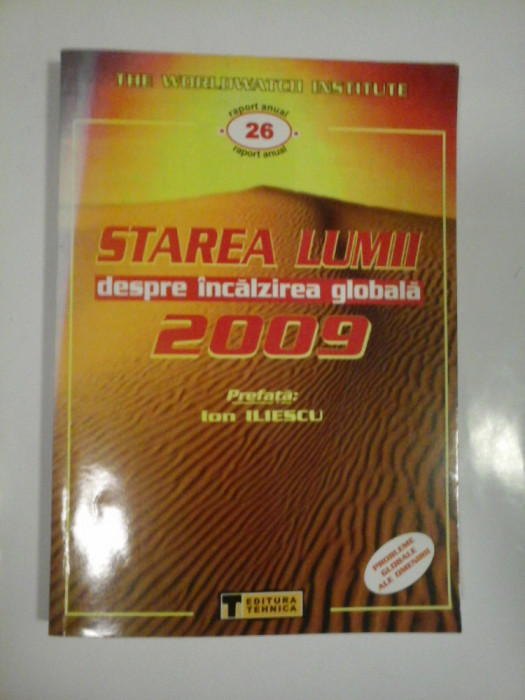 THE WORLDWATCH INSTITUTE
raport anual
26
raport anual
STAREA LUMII
despre încălzirea globală
2009
Prefață:
Ion ILIESCU
PROBLEME
GLOBALE
ALE OMENIRII
T EDITURA
TEHNICA